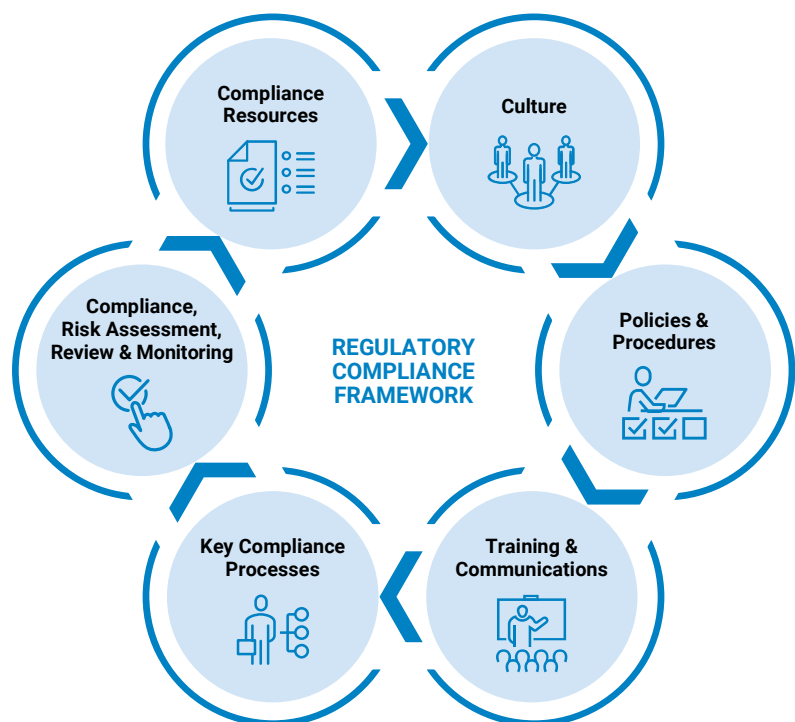 Compliance
Resources
Culture
Policies &
Procedures
Training &
Communications
Key Compliance
Processes
Compliance,
Risk Assessment,
Review & Monitoring
REGULATORY
COMPLIANCE
FRAMEWORK